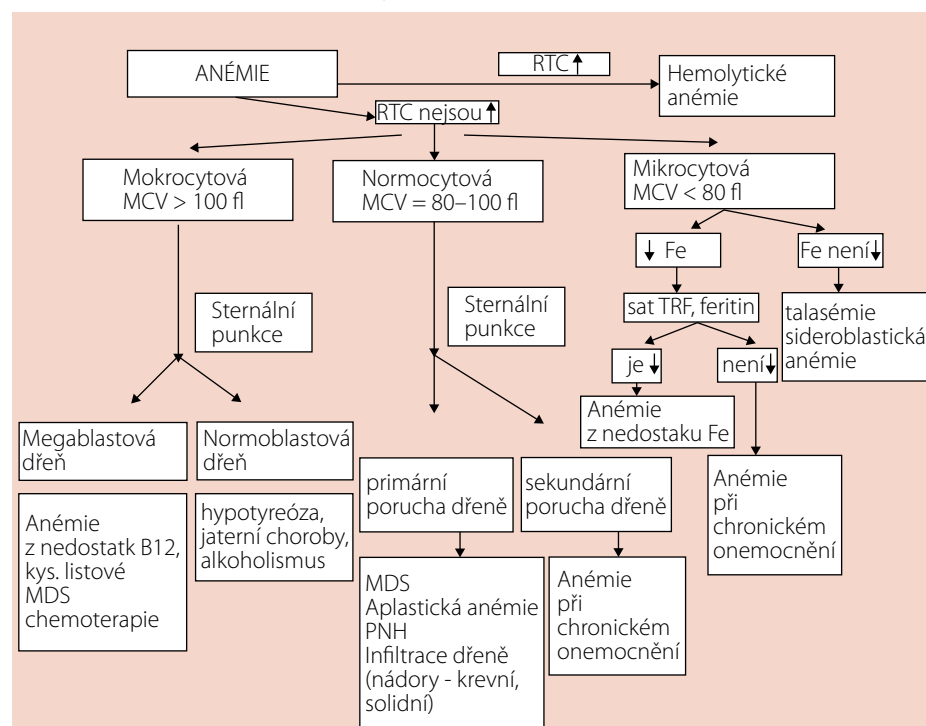 ANÉMIE
RTC↑
Hemolytické
anémie
RTC nejsou↑
Mokrocytová
MCV > 100 fl
Normocytová
MCV = 80–100 fl
Mikrocytová
MCV < 80 fl
↓ Fe
Fe není↓
Sternální
punkce
Sternální
punkce
sat TRF, feritin
talasémie
sideroblastická
anémie
je ↓
není↓
Anémie
z nedostaku Fe
Megablastová
dřeň
Normoblastová
dřeň
primární
porucha dřeně
sekundární
porucha dřeně
Anémie
při
chronickém
onemocnění
Anémie
z nedostatk B12,
kys. listové
MDS
chemoterapie
hypotyreóza,
jaterní choroby,
alkoholismus
MDS
Aplastická anémie
PNH
Infiltrace dřeně
(nádory - krevní,
solidní)
Anémie
při
chronickém
onemocnění